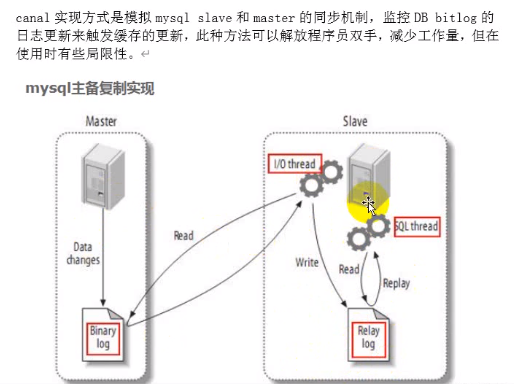 canal 实现方式是模拟 mysql slave 和 master 的同步机制，监控 DB bitlog 的
日志更新来触发缓存的更新，此种方法可以解放程序员双手，减少工作量，但在
使用时有些局限性。↵
mysql主备复制实现
Master
Slave
I/O thread
SQL thread
Data
changes
Read
Write
Read
Replay
Binary
log
Relay
log